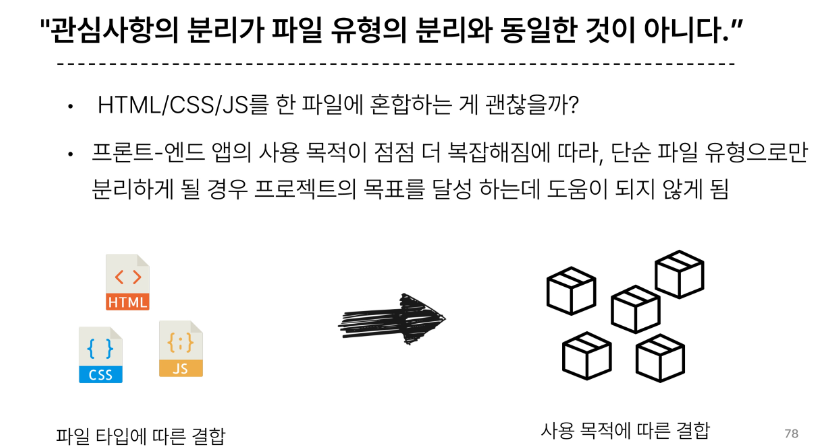 "관심사항의 분리가 파일 유형의 분리와 동일한 것이 아니다.”
• HTML/CSS/JS를 한 파일에 혼합하는 게 괜찮을까?
• 프론트-엔드 앱의 사용 목적이 점점 더 복잡해짐에 따라, 단순 파일 유형으로만
분리하게 될 경우 프로젝트의 목표를 달성 하는데 도움이 되지 않게 됨
< >
HTML
{ }
CSS
{:}
JS
파일 타입에 따른 결합
사용 목적에 따른 결합
78